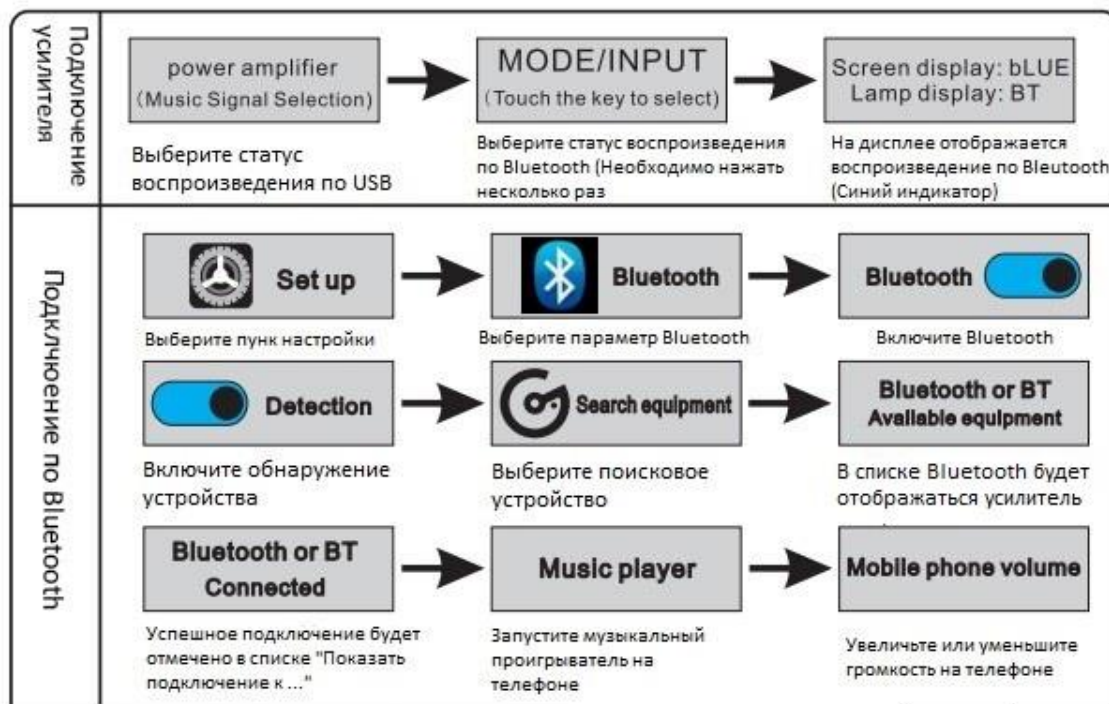 Подключение
усилителя
power amplifier
(Music Signal Selection)
MODE/INPUT
(Touch the key to select)
Screen display: bLUE
Lamp display: BT
Выберите статус
воспроизведения по USB
Выберите статус воспроизведения
по Bluetooth (Необходимо нажать
несколько раз
На дисплее отображается
воспроизведение по Bleutooth
(Синий индикатор)
Подклчюение по Bluetooth
Set up
Bluetooth
Bluetooth
Выберите пунк настройки
Выберите параметр Bluetooth
Включите Bluetooth
Detection
Search equipment
Bluetooth or BT
Available equipment
Включите обнаружение
устройства
Выберите поисковое
устройство
В списке Bluetooth будет
отображаться усилитель
Bluetooth or BT
Connected
Music player
Mobile phone volume
Успешное подключение будет
отмечено в списке "Показать
подключение к ..."
Запустите музыкальный
проигрыватель на
телефоне
Увеличьте или уменьшите
громкость на телефоне